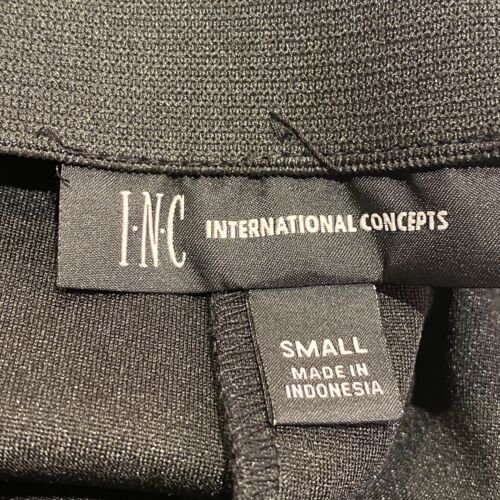 I·N·C INTERNATIONAL CONCEPTS
SMALL
MADE IN
INDONESIA